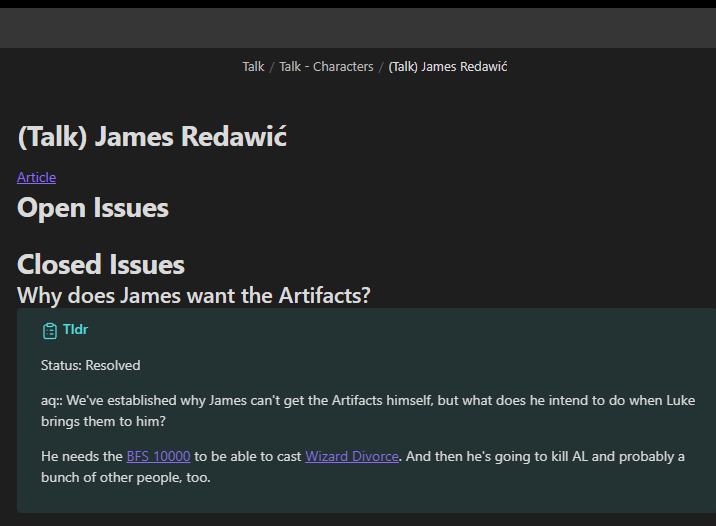 Talk / Talk - Characters / (Talk) James Redawić
(Talk) James Redawić
Article
Open Issues
Closed Issues
Why does James want the Artifacts?
Tldr
Status: Resolved
aq:: We've established why James can't get the Artifacts himself, but what does he intend to do when Luke
brings them to him?
He needs the BFS 10000 to be able to cast Wizard Divorce. And then he's going to kill AL and probably a
bunch of other people, too.